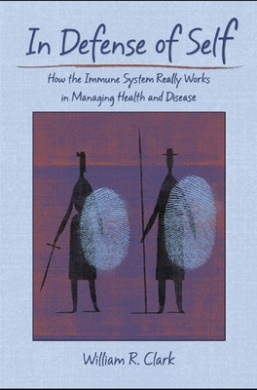 In Defense of Self
How the Immune System Really Works
in Managing Health and Disease
William R. Clark